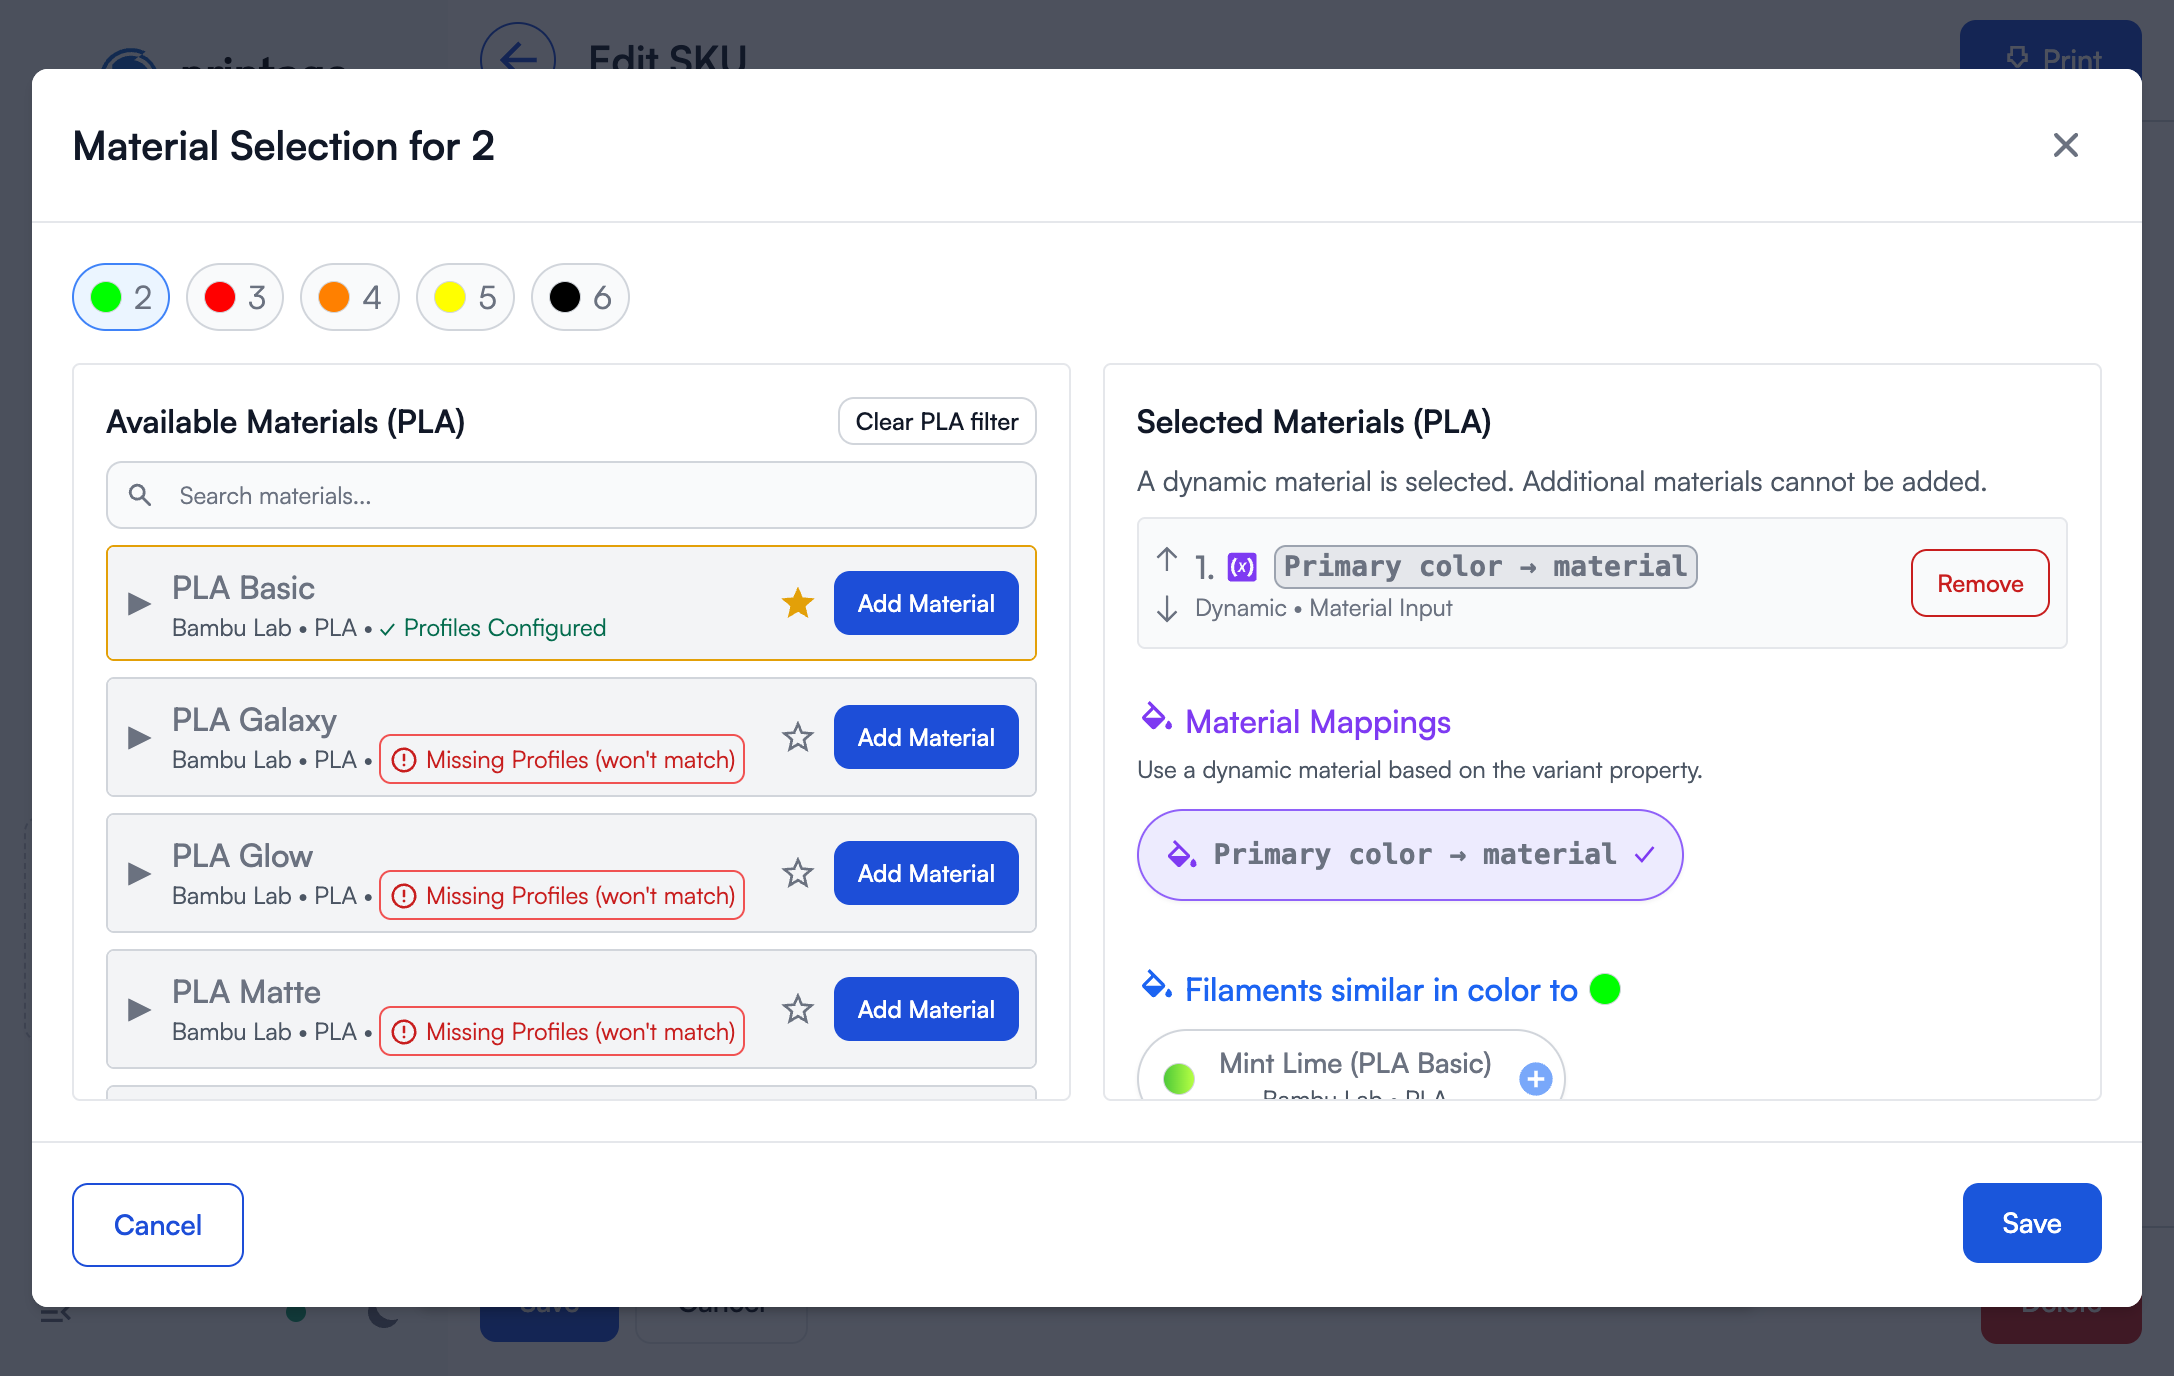 Edit SKU
Print
Material Selection for 2
2
3
4
5
6
Available Materials (PLA)
Clear PLA filter
Search materials...
PLA Basic
Bambu Lab • PLA • ✓ Profiles Configured
Add Material
PLA Galaxy
Bambu Lab • PLA • Missing Profiles (won't match)
Add Material
PLA Glow
Bambu Lab • PLA • Missing Profiles (won't match)
Add Material
PLA Matte
Bambu Lab • PLA • Missing Profiles (won't match)
Add Material
Selected Materials (PLA)
A dynamic material is selected. Additional materials cannot be added.
1. (x) Primary color → material
Dynamic • Material Input
Remove
Material Mappings
Use a dynamic material based on the variant property.
Primary color → material ✓
Filaments similar in color to
Mint Lime (PLA Basic)
Bambu Lab • PLA
Cancel
Save
Save
Cancel
Delete